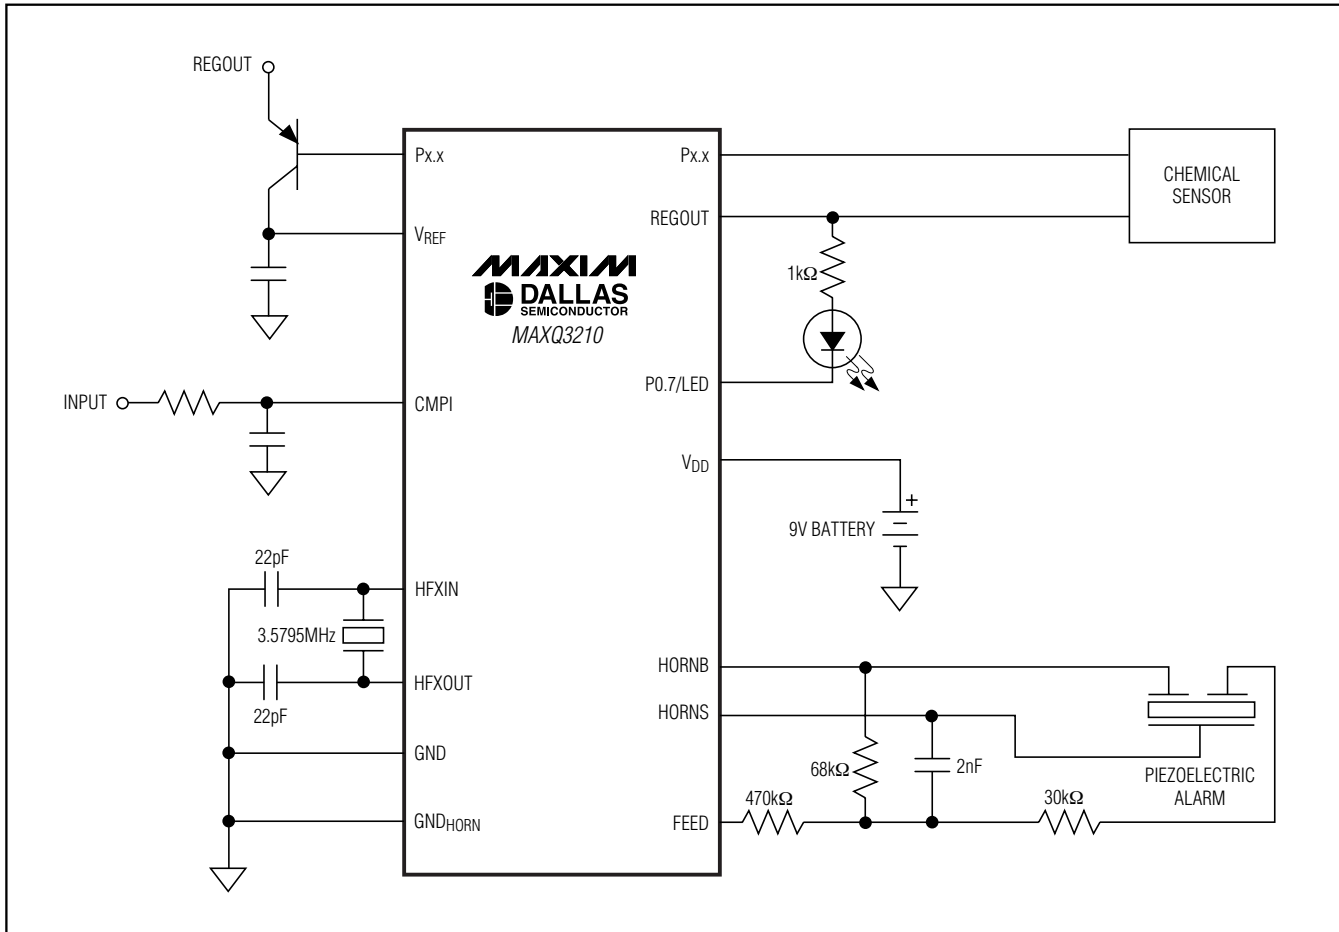 REGOUT
Px.x
Px.x
CHEMICAL
SENSOR
REGOUT
VREF
MAXIM
DALLAS
SEMICONDUCTOR
MAXQ3210
1kΩ
P0.7/LED
INPUT
CMPI
VDD
+
9V BATTERY
22pF
HFXIN
3.5795MHz
HFXOUT
22pF
HORNB
HORNS
GND
68kΩ
2nF
PIEZOELECTRIC
ALARM
470kΩ
30kΩ
GNDHORN
FEED